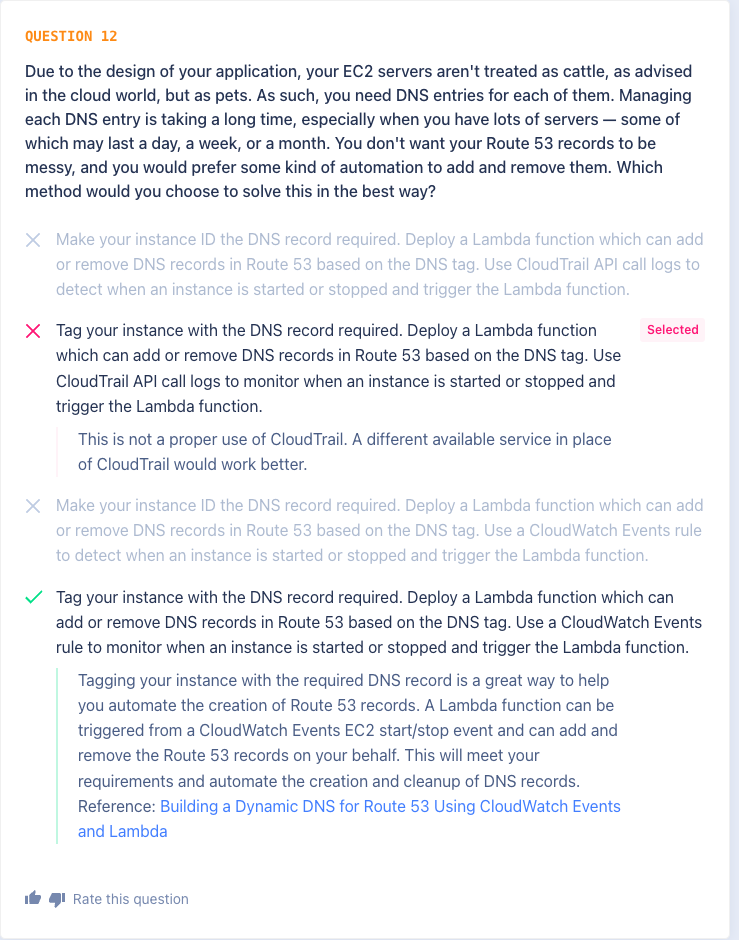 QUESTION 12
Due to the design of your application, your EC2 servers aren't treated as cattle, as advised
in the cloud world, but as pets. As such, you need DNS entries for each of them. Managing
each DNS entry is taking a long time, especially when you have lots of servers — some of
which may last a day, a week, or a month. You don't want your Route 53 records to be
messy, and you would prefer some kind of automation to add and remove them. Which
method would you choose to solve this in the best way?
Make your instance ID the DNS record required. Deploy a Lambda function which can add
or remove DNS records in Route 53 based on the DNS tag. Use CloudTrail API call logs to
detect when an instance is started or stopped and trigger the Lambda function.
Tag your instance with the DNS record required. Deploy a Lambda function
which can add or remove DNS records in Route 53 based on the DNS tag. Use
CloudTrail API call logs to monitor when an instance is started or stopped and
trigger the Lambda function.
Selected
This is not a proper use of CloudTrail. A different available service in place
of CloudTrail would work better.
Make your instance ID the DNS record required. Deploy a Lambda function which can add
or remove DNS records in Route 53 based on the DNS tag. Use a CloudWatch Events rule
to detect when an instance is started or stopped and trigger the Lambda function.
Tag your instance with the DNS record required. Deploy a Lambda function which can
add or remove DNS records in Route 53 based on the DNS tag. Use a CloudWatch Events
rule to monitor when an instance is started or stopped and trigger the Lambda function.
Tagging your instance with the required DNS record is a great way to help
you automate the creation of Route 53 records. A Lambda function can be
triggered from a CloudWatch Events EC2 start/stop event and can add and
remove the Route 53 records on your behalf. This will meet your
requirements and automate the creation and cleanup of DNS records.
Reference: Building a Dynamic DNS for Route 53 Using CloudWatch Events
and Lambda
Rate this question